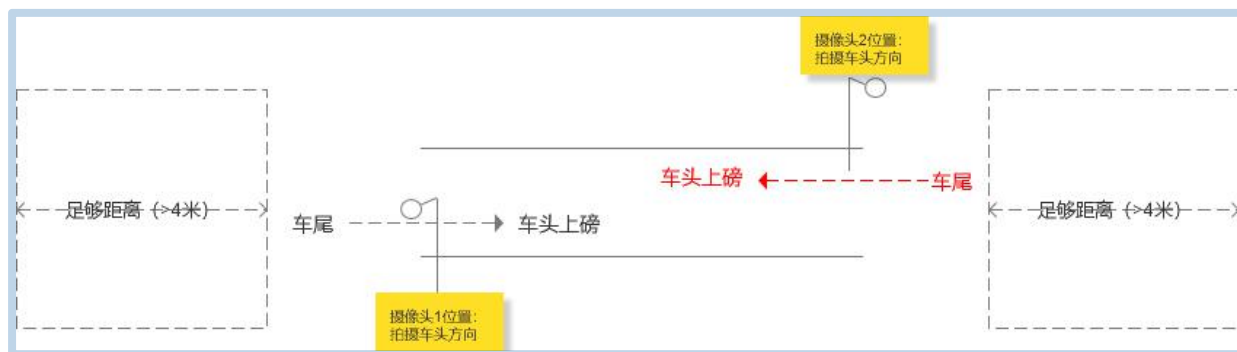 摄像头2位置：
拍摄车头方向
车头上磅
车尾
足够距离（>4米）
足够距离（>4米）
车尾
车头上磅
摄像头1位置：
拍摄车头方向